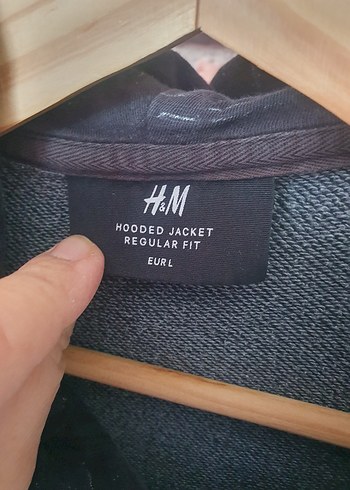 H&M
HOODED JACKET
REGULAR FIT
EUR L